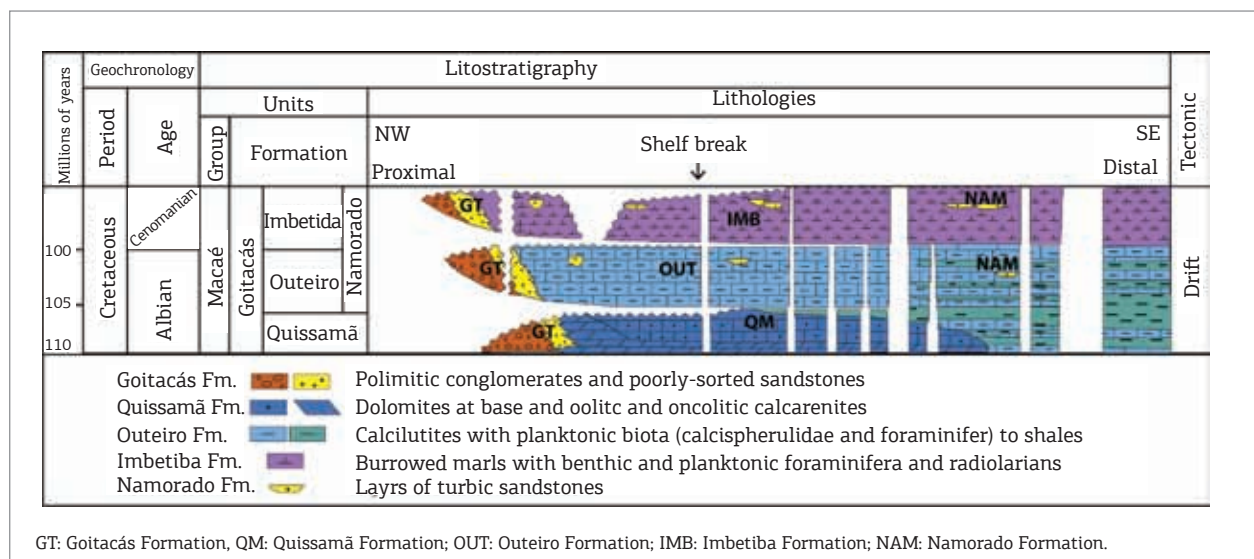 Millions of years
Geochronology
Litostratigraphy
Tectonic
Period
Age
Units
Lithologies
Group
Formation
NW
Proximal
Shelf break
SE
Distal
Cretaceous
Cenomanian
Albian
Macaé
Goitacás
Imbetida
Outeiro
Quissamã
Namorado
100
105
110
GT
IMB
NAM
GT
OUT
NAM
GT
QM
Drift
Goitacás Fm. Polimitic conglomerates and poorly-sorted sandstones
Quissamã Fm. Dolomites at base and oolitc and oncolitic calcarenites
Outeiro Fm. Calcilutites with planktonic biota (calcispherulidae and foraminifer) to shales
Imbetiba Fm. Burrowed marls with benthic and planktonic foraminifera and radiolarians
Namorado Fm. Layrs of turbic sandstones
GT: Goitacás Formation, QM: Quissamã Formation; OUT: Outeiro Formation; IMB: Imbetiba Formation; NAM: Namorado Formation.